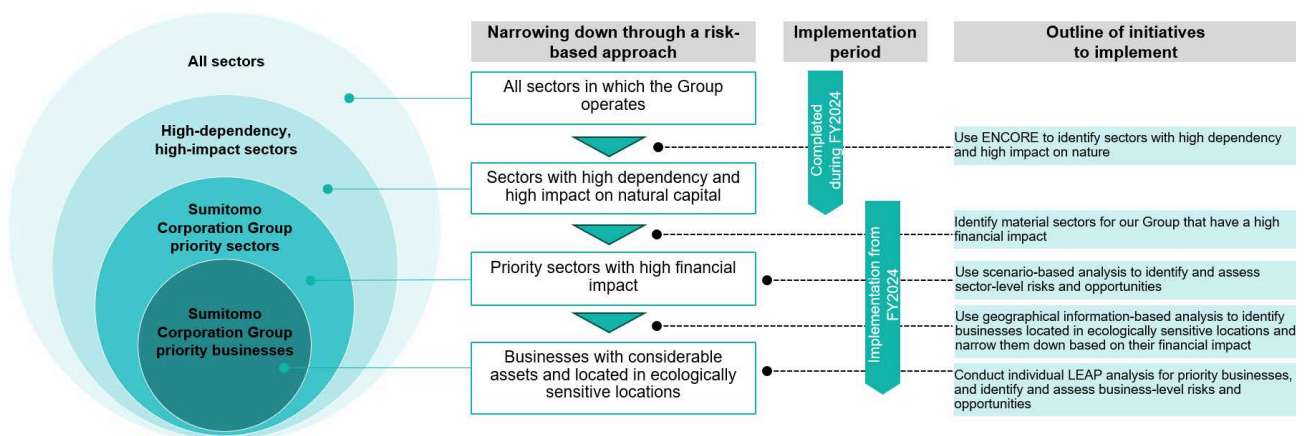 All sectors
High-dependency,
high-impact sectors
Sumitomo
Corporation Group
priority sectors
Sumitomo
Corporation Group
priority businesses
Narrowing down through a risk-
based approach
All sectors in which the Group
operates
Sectors with high dependency and
high impact on natural capital
Priority sectors with high financial
impact
Businesses with considerable
assets and located in ecologically
sensitive locations
Implementation
period
Completed
during FY2024
Implementation from
FY2024
Outline of initiatives
to implement
Use ENCORE to identify sectors with high dependency
and high impact on nature
Identify material sectors for our Group that have a high
financial impact
Use scenario-based analysis to identify and assess
sector-level risks and opportunities
Use geographical information-based analysis to identify
businesses located in ecologically sensitive locations and
narrow them down based on their financial impact
Conduct individual LEAP analysis for priority businesses,
and identify and assess business-level risks and
opportunities